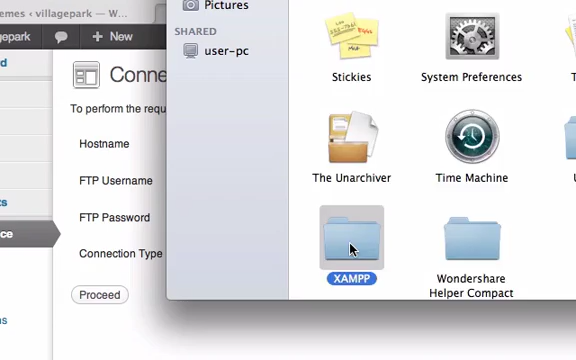 emes ‹ villagepark — W...
epark
New
Conne
To perform the requ
Hostname
FTP Username
FTP Password
Connection Type
Proceed
Pictures
SHARED
user-pc
Stickies
System Preferences
The Unarchiver
Time Machine
XAMPP
Wondershare
Helper Compact